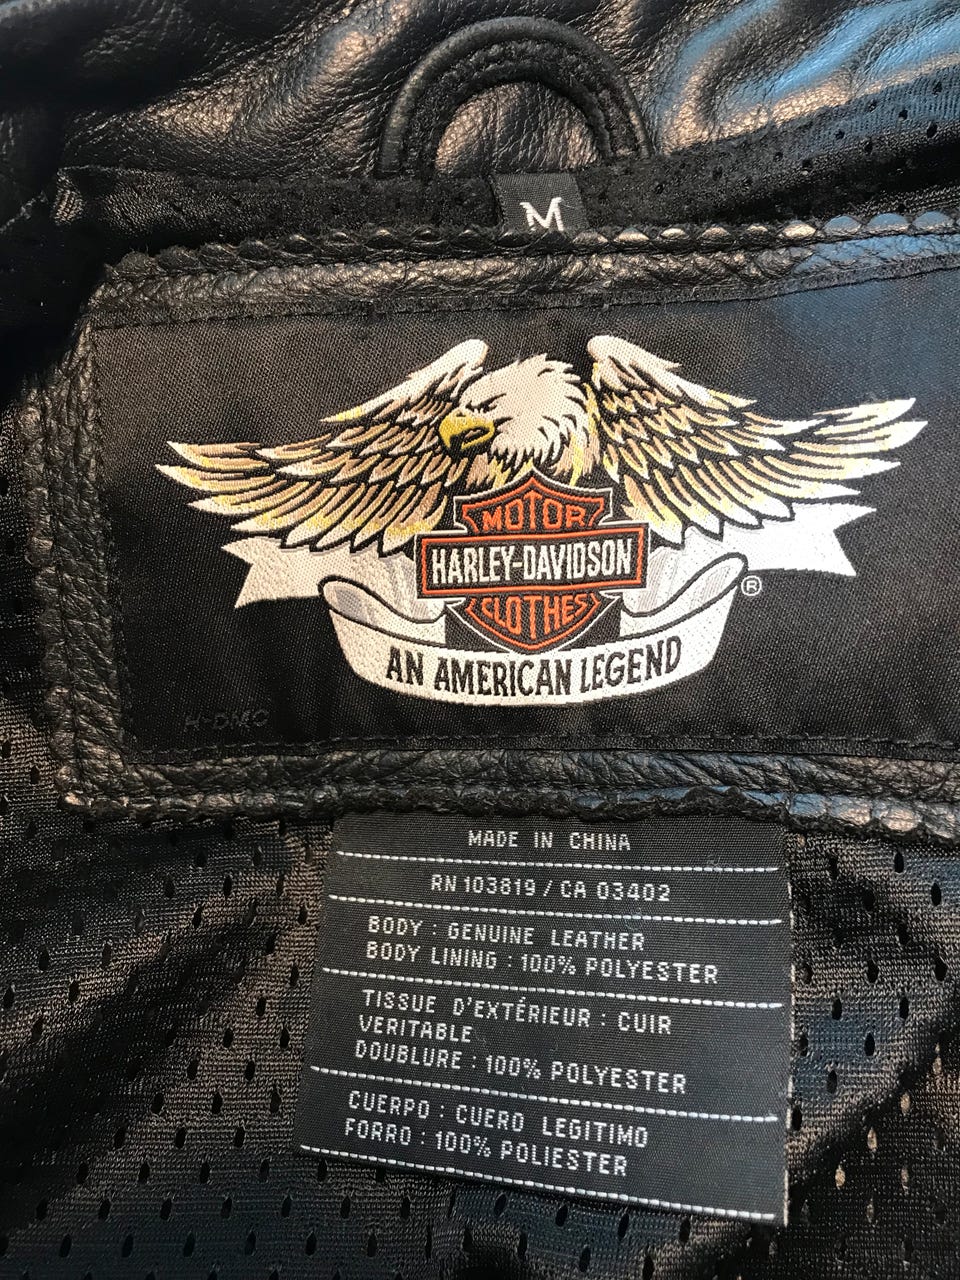 M
MOTOR
HARLEY-DAVIDSON
CLOTHES
®
AN AMERICAN LEGEND
H-DMC
MADE IN CHINA
RN 103819 / CA 03402
BODY : GENUINE LEATHER
BODY LINING : 100% POLYESTER
TISSUE D'EXTÉRIEUR : CUIR
VERITABLE
DOUBLURE : 100% POLYESTER
CUERPO : CUERO LEGITIMO
FORRO : 100% POLIESTER